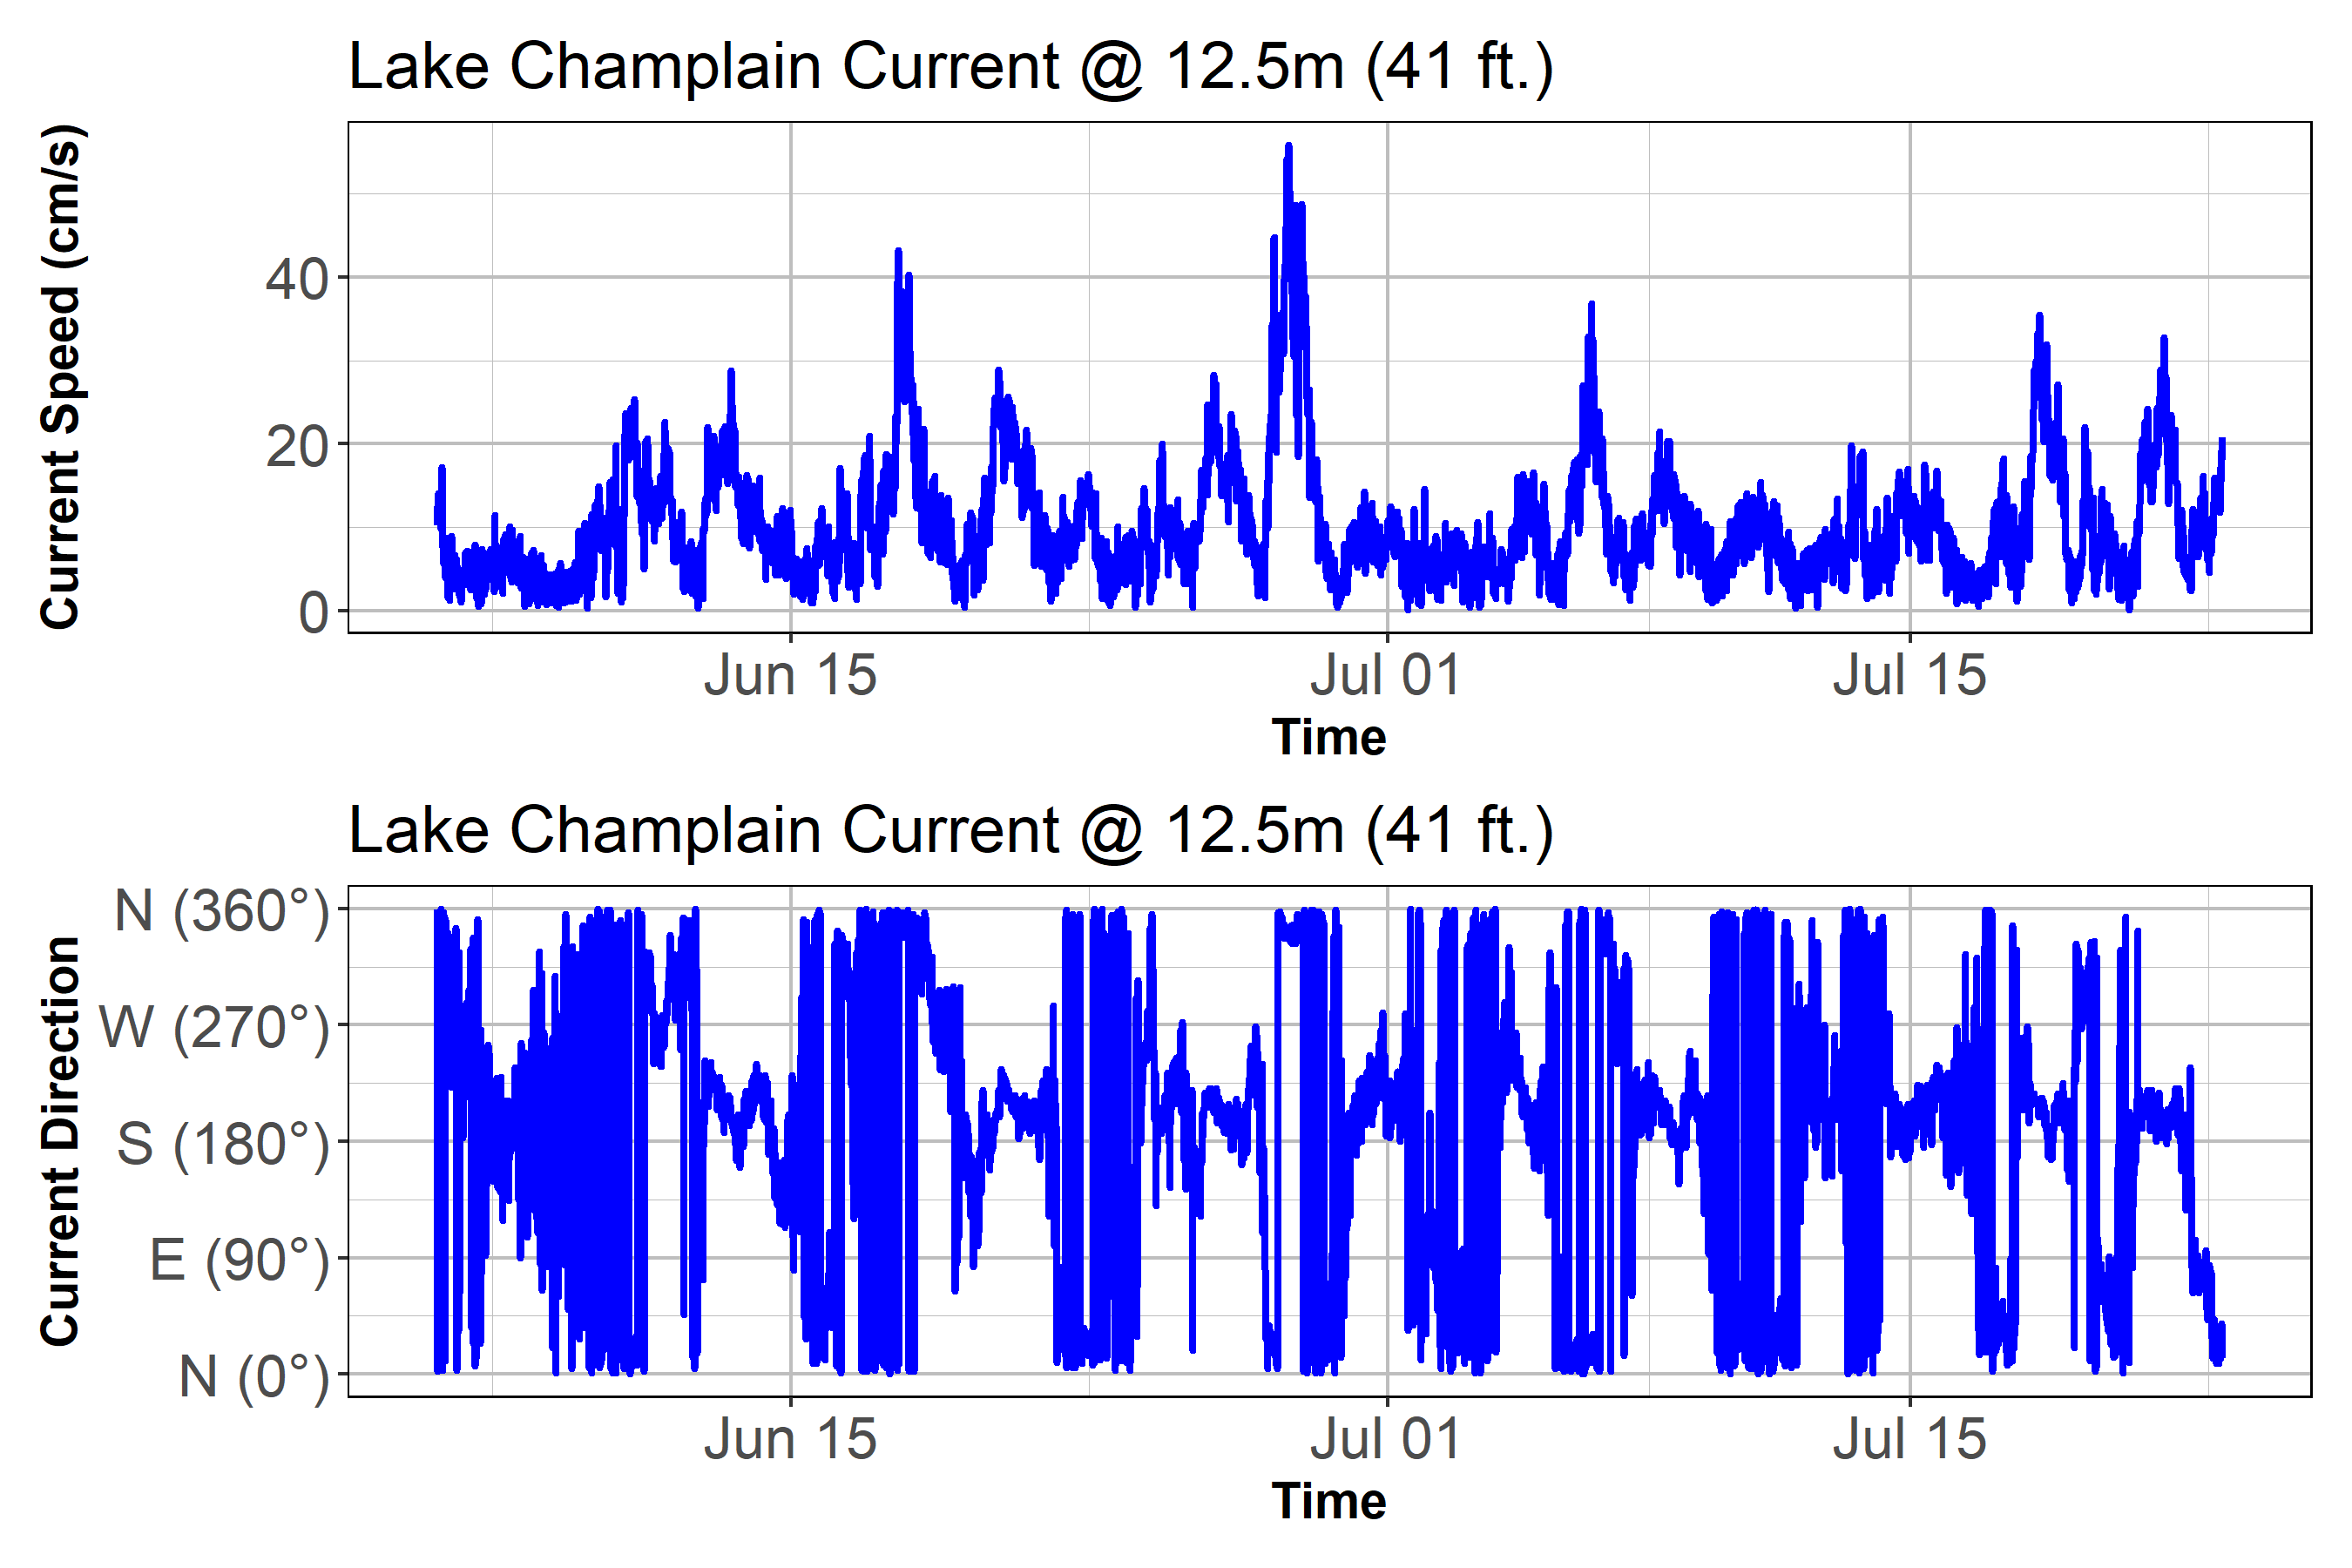 Lake Champlain Current @ 12.5m (41 ft.)
Current Speed (cm/s)
40
20
0
Jun 15
Jul 01
Jul 15
Time
Lake Champlain Current @ 12.5m (41 ft.)
Current Direction
N (360°)
W (270°)
S (180°)
E (90°)
N (0°)
Jun 15
Jul 01
Jul 15
Time